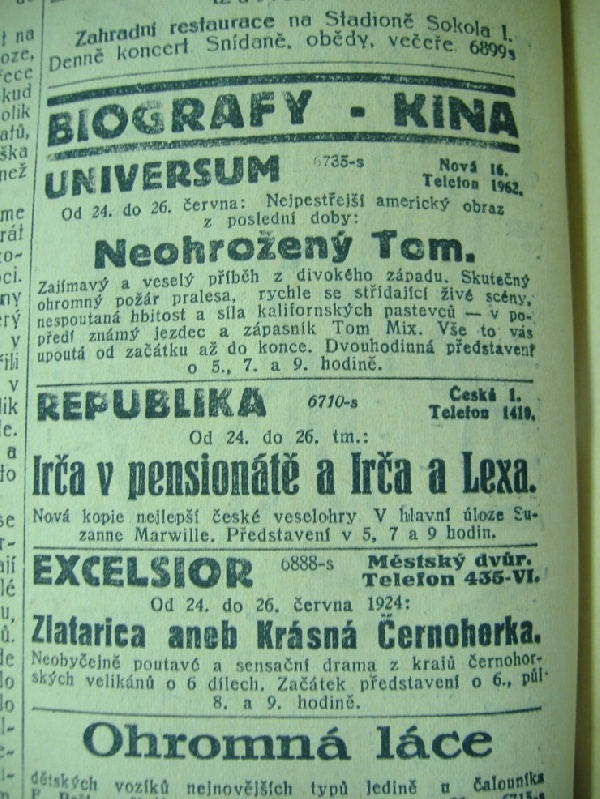 Zahradní restaurace na Stadioně Sokola I.
Denně koncert. Snídaně, obědy, večeře. 6899s
BIOGRAFY - KINA
UNIVERSUM 6735-s Nová 16.
Telefon 1962.
Od 24. do 26. června: Nejpestřejší americký obraz
z poslední doby:
Neohrožený Tom.
Zajímavý a veselý příběh z divokého západu. Skutečný
ohromný požár pralesa, rychle se střídající živé scény,
nespoutaná hbitost a síla kalifornských pastevců — v po-
předí známý jezdec a zápasník Tom Mix. Vše to vás
upoutá od začátku až do konce. Dvouhodinná představení
o 5., 7. a 9. hodině.
REPUBLIKA 6710-s Česká 1.
Telefon 1419.
Od 24. do 26. tm.:
Irča v pensionátě a Irča a Lexa.
Nová kopie nejlepší české veselohry V hlavní úloze Su-
zanne Marwille. Představení v 5, 7 a 9 hodin.
EXCELSIOR 6888-s Městský dvůr.
Telefon 435-VI.
Od 24. do 26. června 1924:
Zlatarica aneb Krásná Černohorka.
Neobyčejně poutavé a sensační drama z krajů černohor-
ských velikánů o 6 dílech. Začátek představení o 6., půl
8. a 9. hodině.
Ohromná láce
dětských vozíků nejnovějších typů jedině u čalouníka